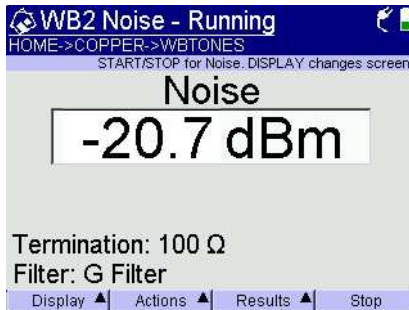 WB2 Noise - Running
HOME->COPPER->WBTONES
START/STOP for Noise. DISPLAY changes screen
Noise
-20.7 dBm
Termination: 100 Ω
Filter: G Filter
Display ▲ Actions ▲ Results ▲ Stop